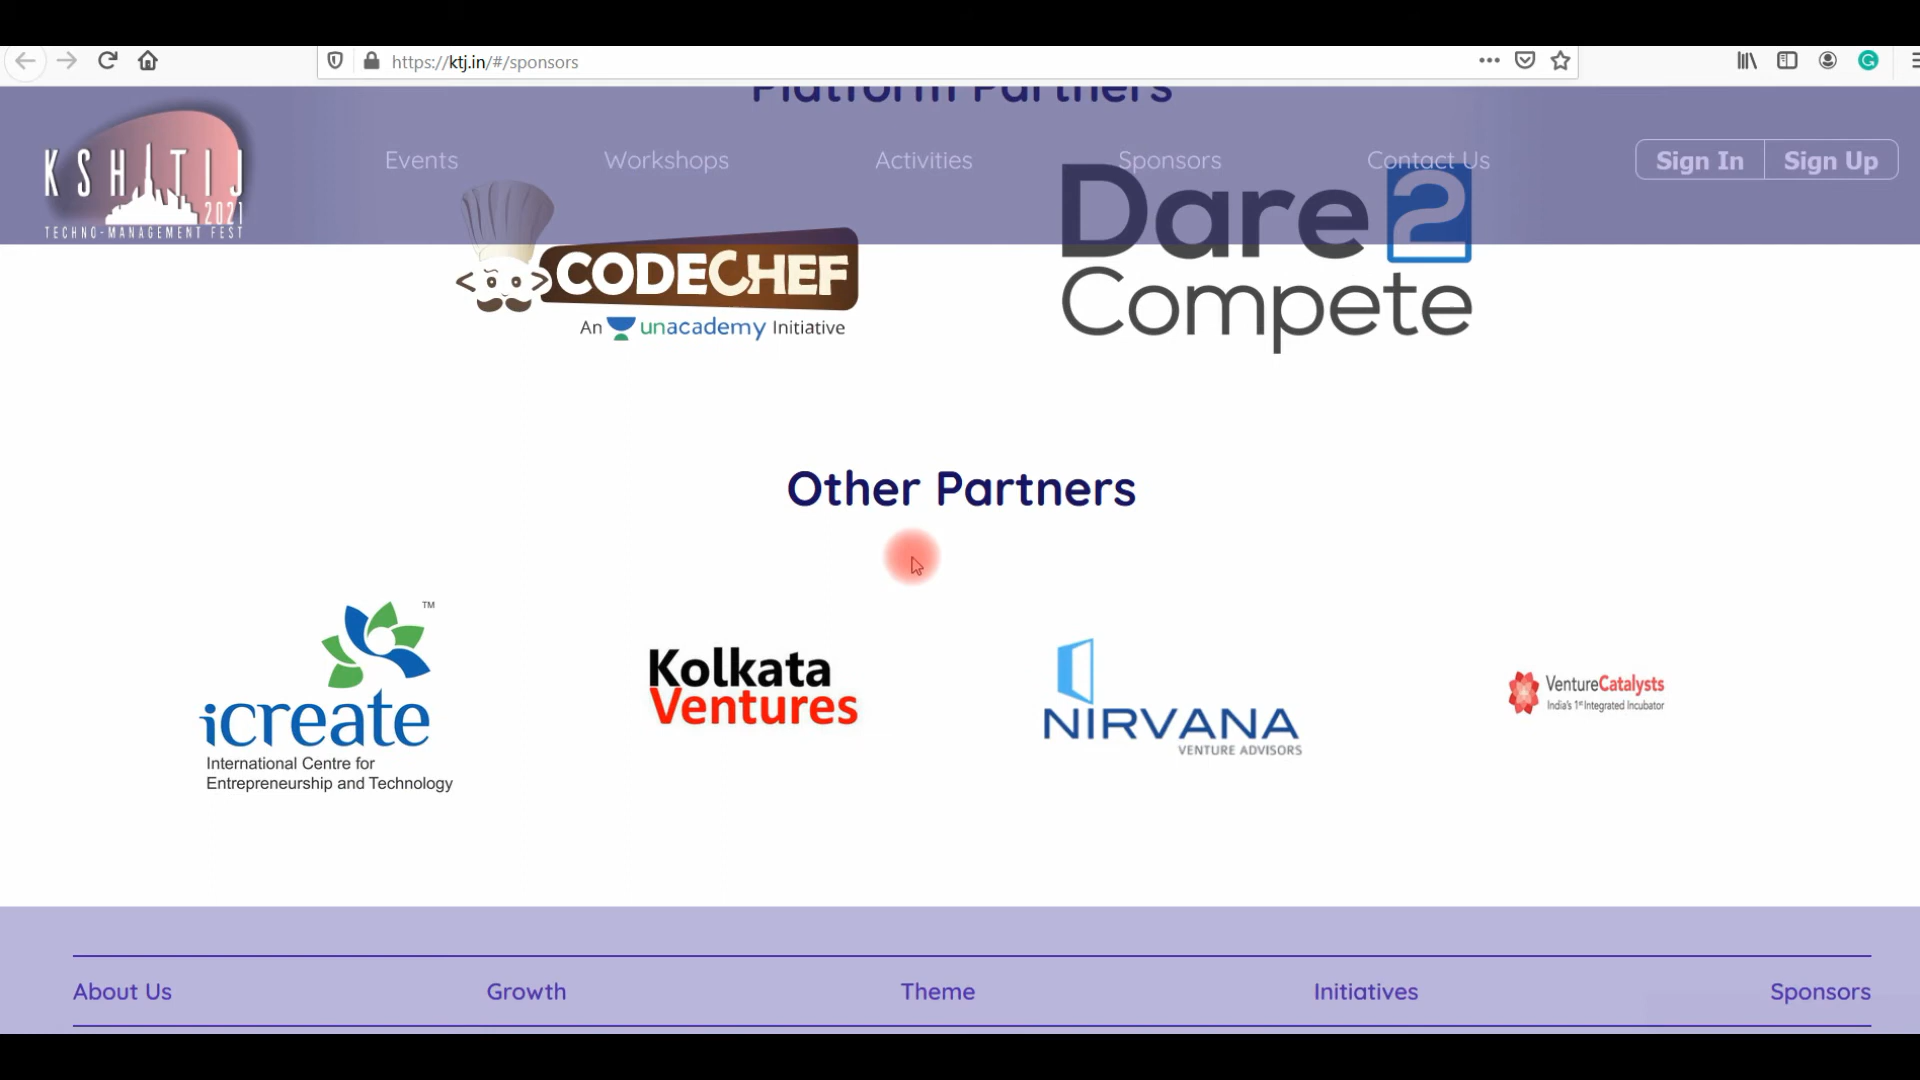 https://ktj.in/#/sponsors
Platform Partners
KSHITIJ
2021
TECHNO-MANAGEMENT FEST
Events
Workshops
Activities
Sponsors
Contact Us
Sign In
Sign Up
CODECHEF
An unacademy Initiative
Dare2
Compete
Other Partners
icreate
TM
International Centre for
Entrepreneurship and Technology
Kolkata
Ventures
NIRVANA
VENTURE ADVISORS
VentureCatalysts
India's 1st Integrated Incubator
About Us
Growth
Theme
Initiatives
Sponsors